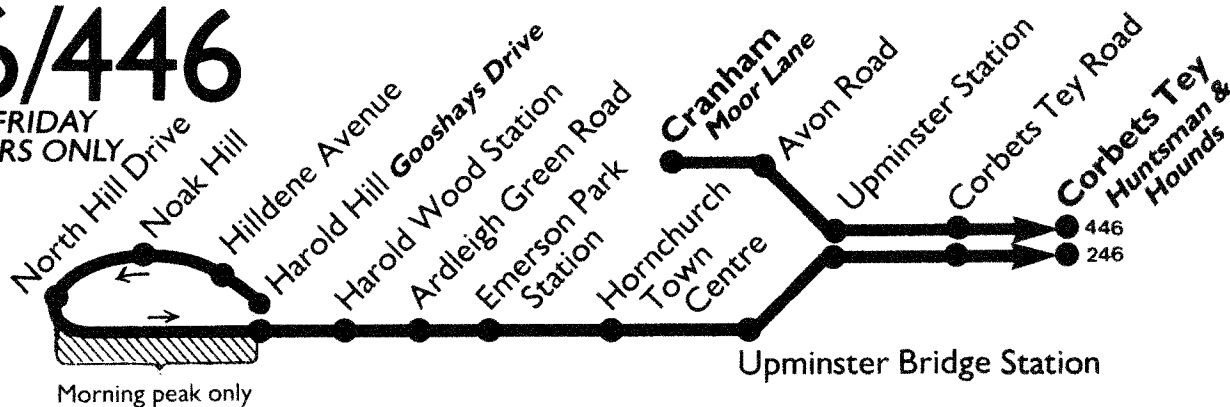 6/446
FRIDAY
RS ONLY
North Hill Drive
Noak Hill
Hilldene Avenue
Harold Hill Gooshays Drive
Harold Wood Station
Ardleigh Green Road
Emerson Park
Station
Hornchurch
Town
Centre
Cranham
Moor Lane
Avon Road
Upminster Station
Corbets Tey Road
Corbets Tey
Huntsman &
Hounds
446
246
Upminster Bridge Station
Morning peak only